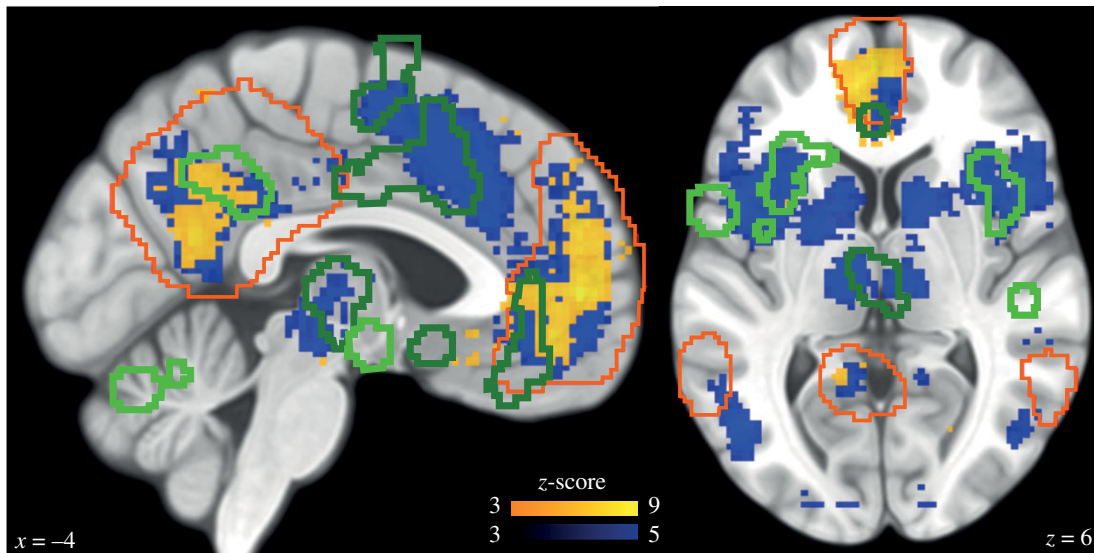 z-score
3 9
3 5
x = –4
z = 6